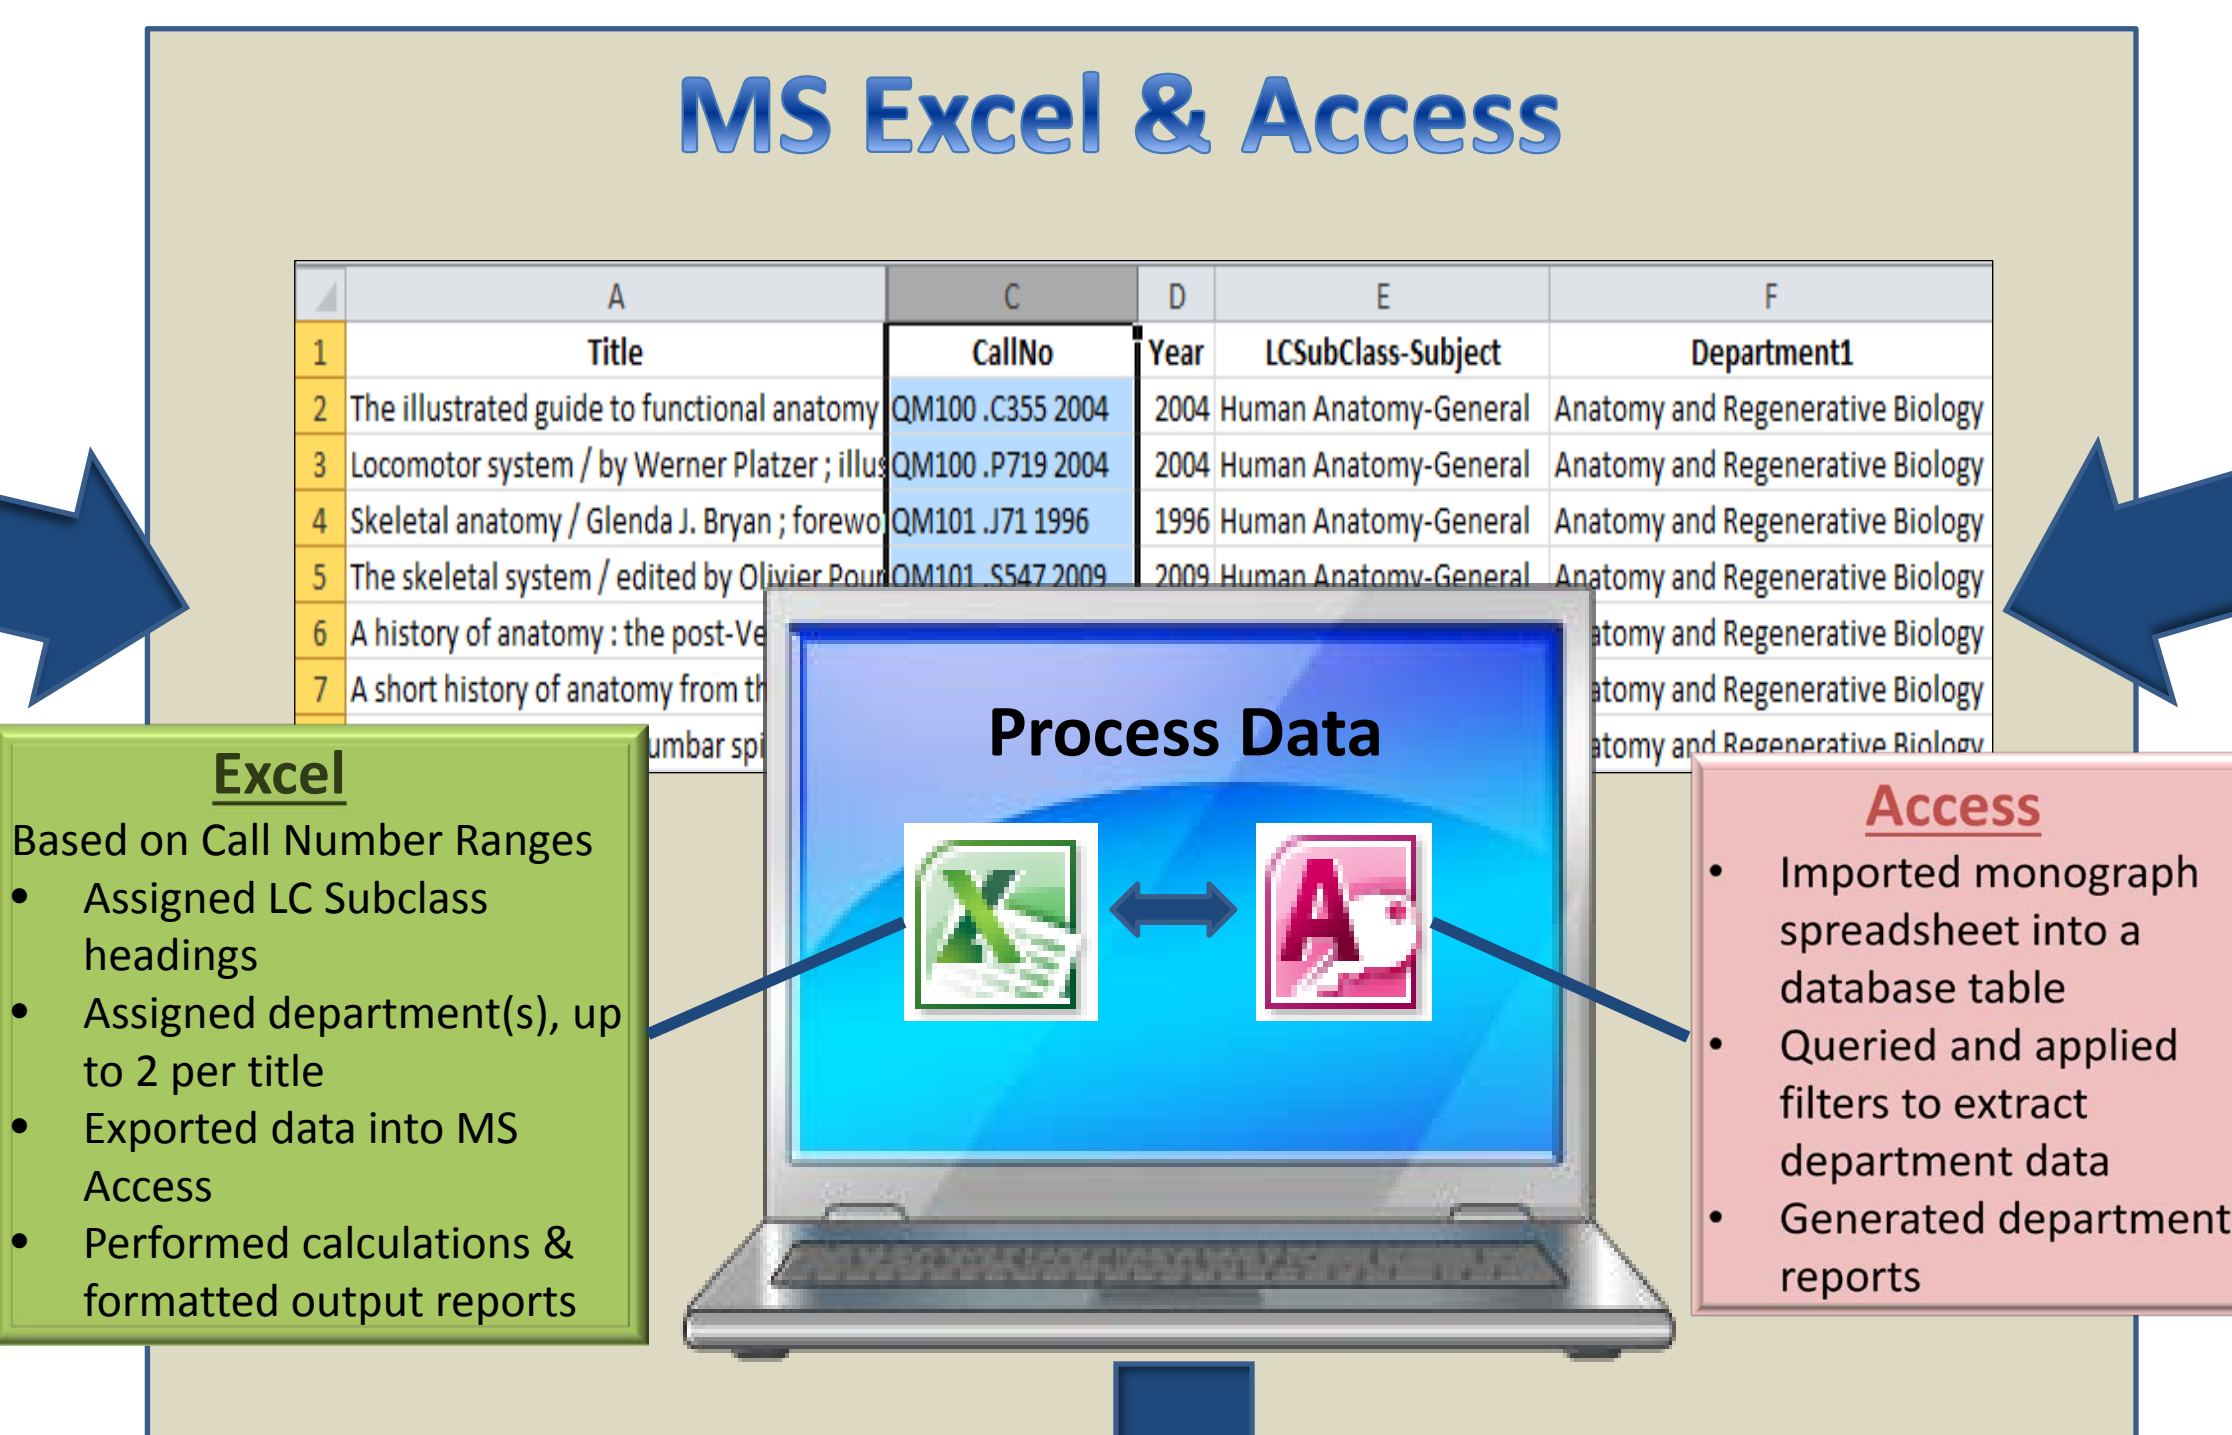 MS Excel & Access
A C D E F
1 Title CallNo Year LCSubClass-Subject Department1
2 The illustrated guide to functional anatomy QM100 .C355 2004 2004 Human Anatomy-General Anatomy and Regenerative Biology
3 Locomotor system / by Werner Platzer ; illus QM100 .P719 2004 2004 Human Anatomy-General Anatomy and Regenerative Biology
4 Skeletal anatomy / Glenda J. Bryan ; forewo QM101 .J71 1996 1996 Human Anatomy-General Anatomy and Regenerative Biology
5 The skeletal system / edited by Olivier Pour QM101 .S547 2009 2009 Human Anatomy-General Anatomy and Regenerative Biology
6 A history of anatomy : the post-Ve atomy and Regenerative Biology
7 A short history of anatomy from th atomy and Regenerative Biology
umbar spi atomy and Regenerative Biology
Process Data
Excel
Based on Call Number Ranges
• Assigned LC Subclass
headings
• Assigned department(s), up
to 2 per title
• Exported data into MS
Access
• Performed calculations &
formatted output reports
X
A
Access
• Imported monograph
spreadsheet into a
database table
• Queried and applied
filters to extract
department data
• Generated department
reports